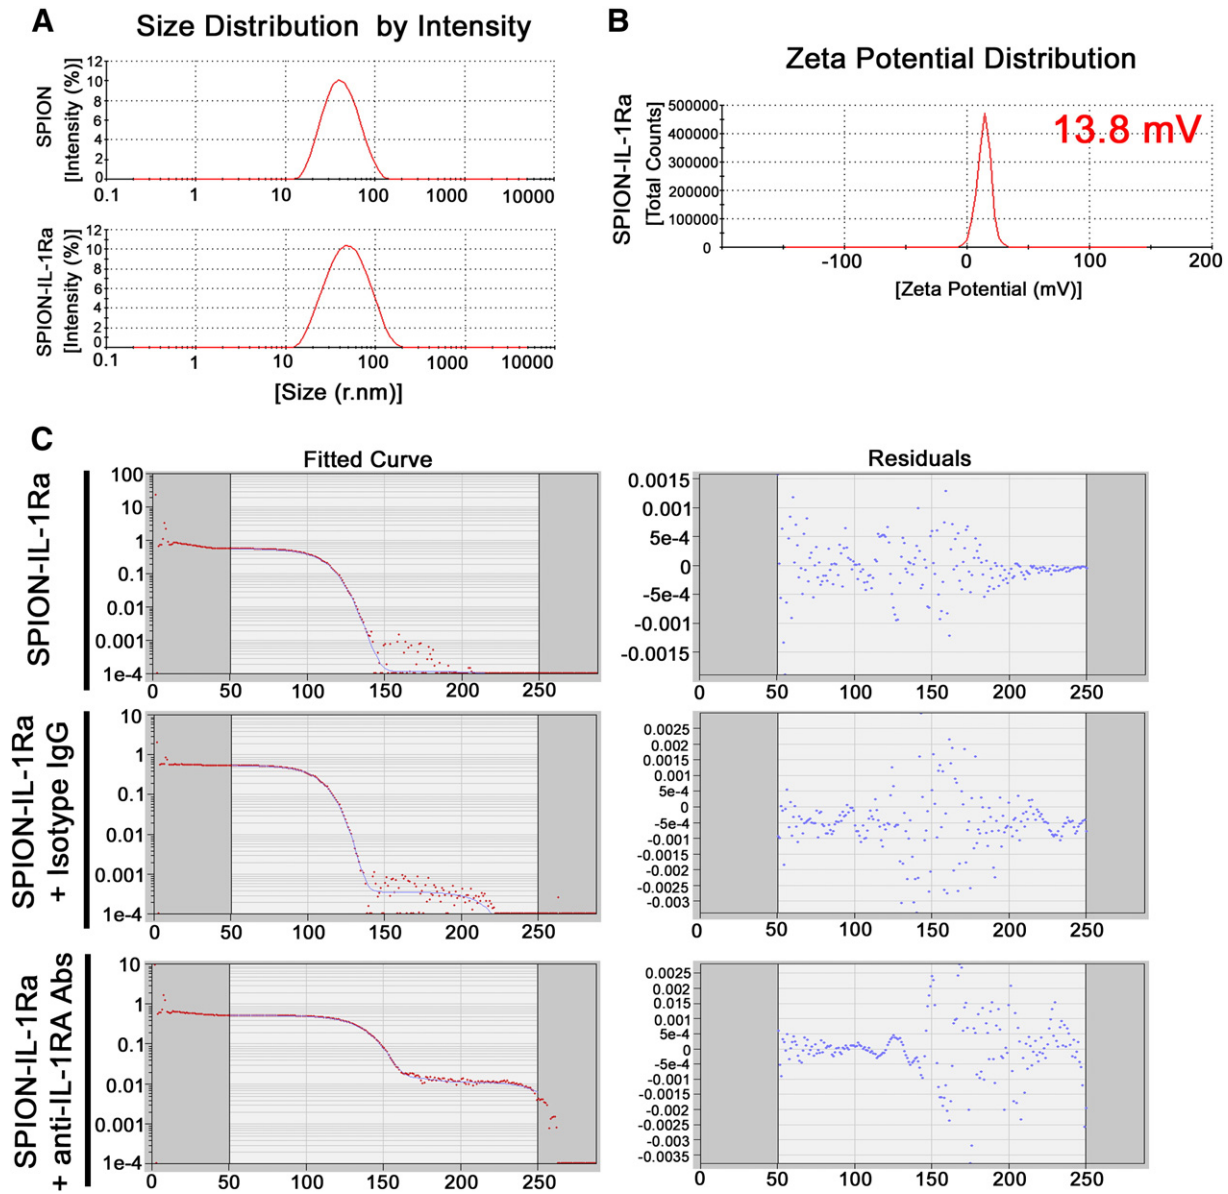 A
Size Distribution by Intensity
SPION
[Intensity (%)]
12
10
8
6
4
2
0
0.1 1 10 100 1000 10000
SPION-IL-1Ra
[Intensity (%)]
12
10
8
6
4
2
0
0.1 1 10 100 1000 10000
[Size (r.nm)]
B
Zeta Potential Distribution
SPION-IL-1Ra
[Total Counts]
500000
400000
300000
200000
100000
0
13.8 mV
-100 0 100 200
[Zeta Potential (mV)]
C
Fitted Curve
Residuals
SPION-IL-1Ra
100
10
1
0.1
0.01
0.001
1e-4
0 50 100 150 200 250
0.0015
0.001
5e-4
0
-5e-4
-0.001
-0.0015
0 50 100 150 200 250
SPION-IL-1Ra
+ Isotype IgG
10
1
0.1
0.01
0.001
1e-4
0 50 100 150 200 250
0.0025
0.002
0.0015
0.001
5e-4
0
-5e-4
-0.001
-0.0015
-0.002
-0.0025
-0.003
0 50 100 150 200 250
SPION-IL-1Ra
+ anti-IL-1RA Abs
10
1
0.1
0.01
0.001
1e-4
0 50 100 150 200 250
0.0025
0.002
0.0015
0.001
5e-4
0
-5e-4
-0.001
-0.0015
-0.002
-0.0025
-0.003
-0.0035
0 50 100 150 200 250